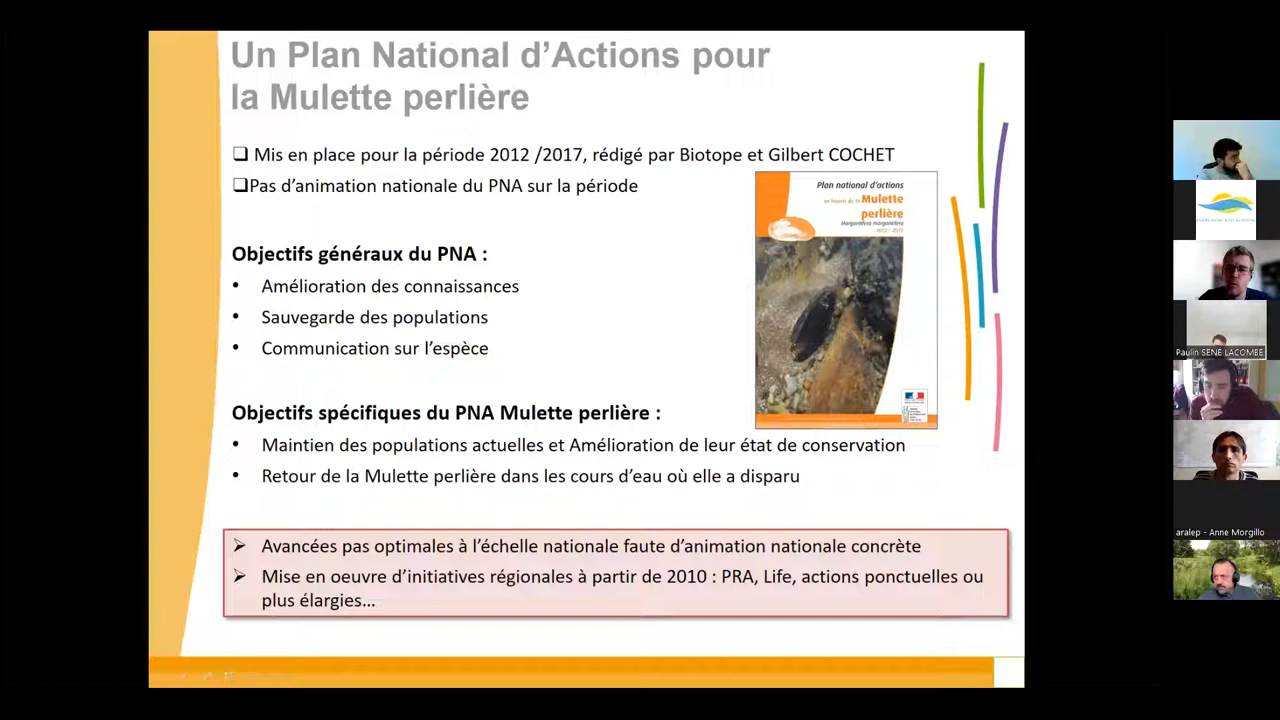 Un Plan National d’Actions pour
la Mulette perlière
❑ Mis en place pour la période 2012 /2017, rédigé par Biotope et Gilbert COCHET
❑Pas d’animation nationale du PNA sur la période
Plan national d'actions
en faveur de la Mulette
perlière
Margaritifera margaritifera
Objectifs généraux du PNA :
• Amélioration des connaissances
• Sauvegarde des populations
• Communication sur l’espèce
Objectifs spécifiques du PNA Mulette perlière :
• Maintien des populations actuelles et Amélioration de leur état de conservation
• Retour de la Mulette perlière dans les cours d’eau où elle a disparu
➢ Avancées pas optimales à l’échelle nationale faute d’animation nationale concrète
➢ Mise en oeuvre d’initiatives régionales à partir de 2010 : PRA, Life, actions ponctuelles ou
plus élargies…
Paulin SENÉ LACOMBE
aralep - Anne Morgillo